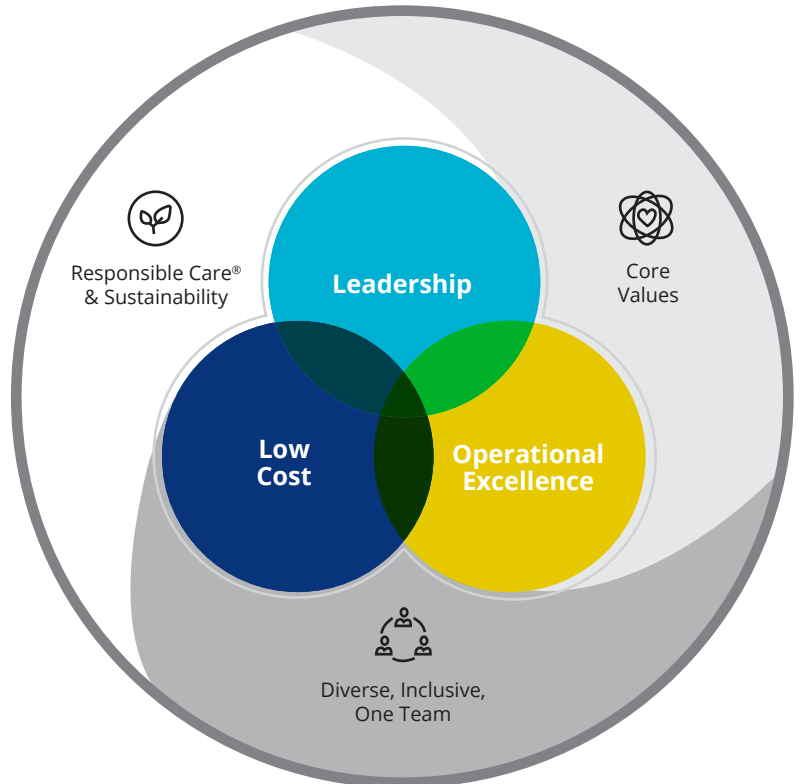 Leadership
Responsible Care®
& Sustainability
Core
Values
Low
Cost
Operational
Excellence
Diverse, Inclusive,
One Team